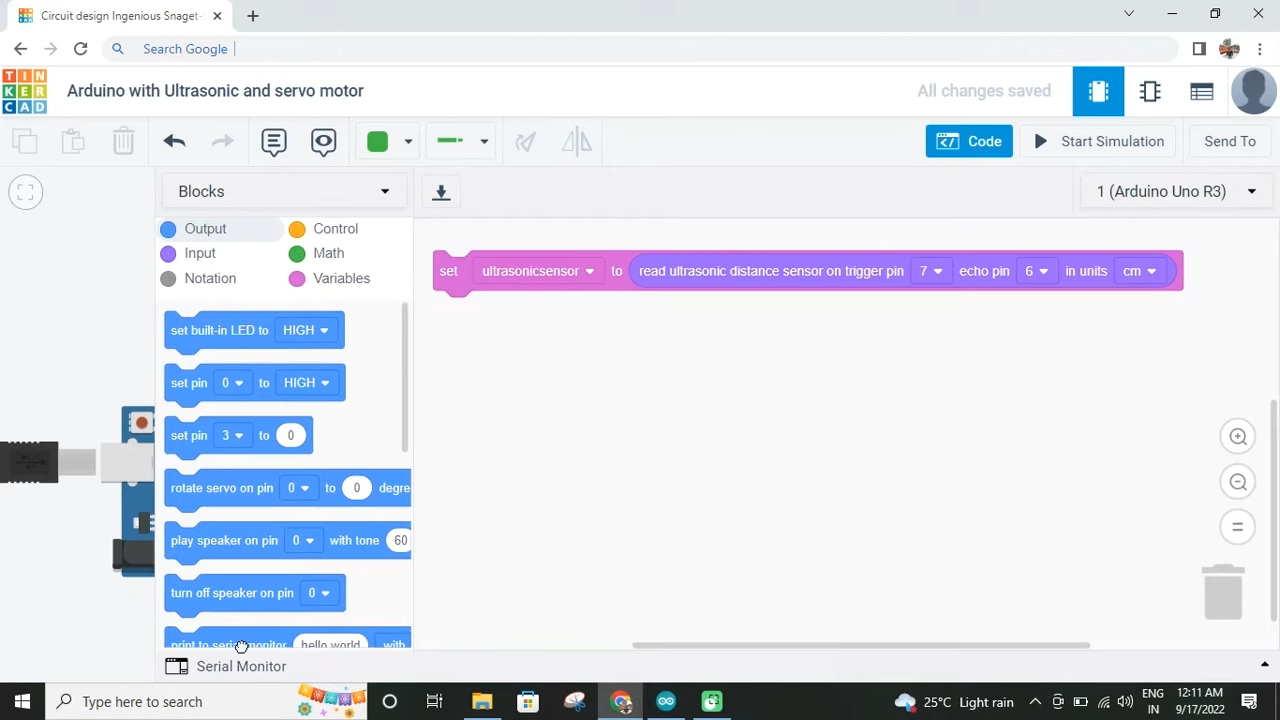 Circuit design Ingenious Snaget-
Search Google
TIN
KER
CAD
Arduino with Ultrasonic and servo motor
All changes saved
Code
Start Simulation
Send To
Blocks
1 (Arduino Uno R3)
Output
Control
Input
Math
Notation
Variables
set ultrasonicsensor to read ultrasonic distance sensor on trigger pin 7 echo pin 6 in units cm
set built-in LED to HIGH
set pin 0 to HIGH
set pin 3 to 0
rotate servo on pin 0 to 0 degre
play speaker on pin 0 with tone 60
turn off speaker on pin 0
print to serial monitor hello world with
Serial Monitor
Type here to search
25°C Light rain
ENG
IN
12:11 AM
9/17/2022